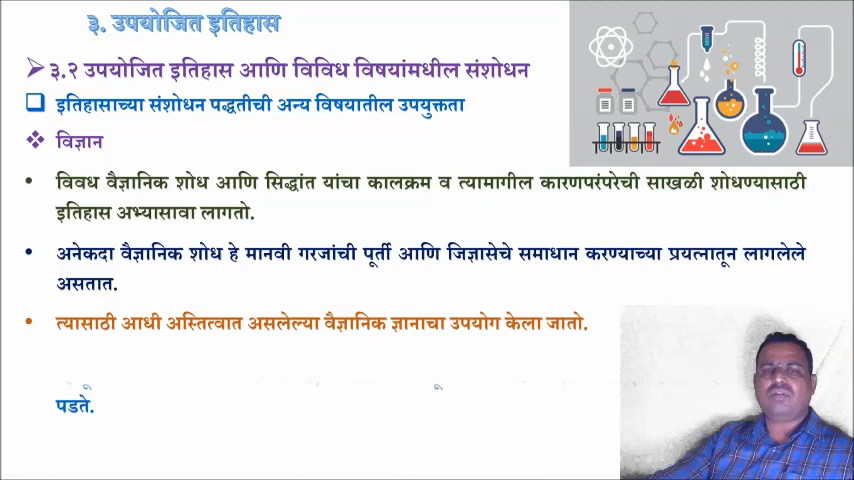 ३. उपयोजित इतिहास
३.२ उपयोजित इतिहास आणि विविध विषयांमधील संशोधन
इतिहासाच्या संशोधन पद्धतीची अन्य विषयातील उपयुक्तता
विज्ञान
विवध वैज्ञानिक शोध आणि सिद्धांत यांचा कालक्रम व त्यामागील कारणपरंपरेची साखळी शोधण्यासाठी
इतिहास अभ्यासावा लागतो.
अनेकदा वैज्ञानिक शोध हे मानवी गरजांची पूर्ती आणि जिज्ञासेचे समाधान करण्याच्या प्रयत्नातून लागलेले
असतात.
त्यासाठी आधी अस्तित्वात असलेल्या वैज्ञानिक ज्ञानाचा उपयोग केला जातो.
पडते.